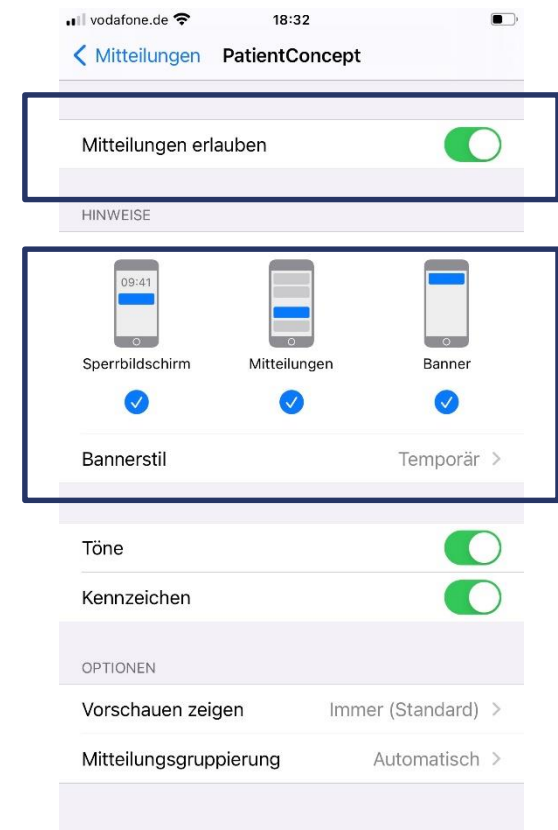 vodafone.de 18:32
Mitteilungen PatientConcept
Mitteilungen erlauben
HINWEISE
09:41
Sperrbildschirm Mitteilungen Banner
Bannerstil Temporär
Töne
Kennzeichen
OPTIONEN
Vorschauen zeigen Immer (Standard)
Mitteilungsgruppierung Automatisch